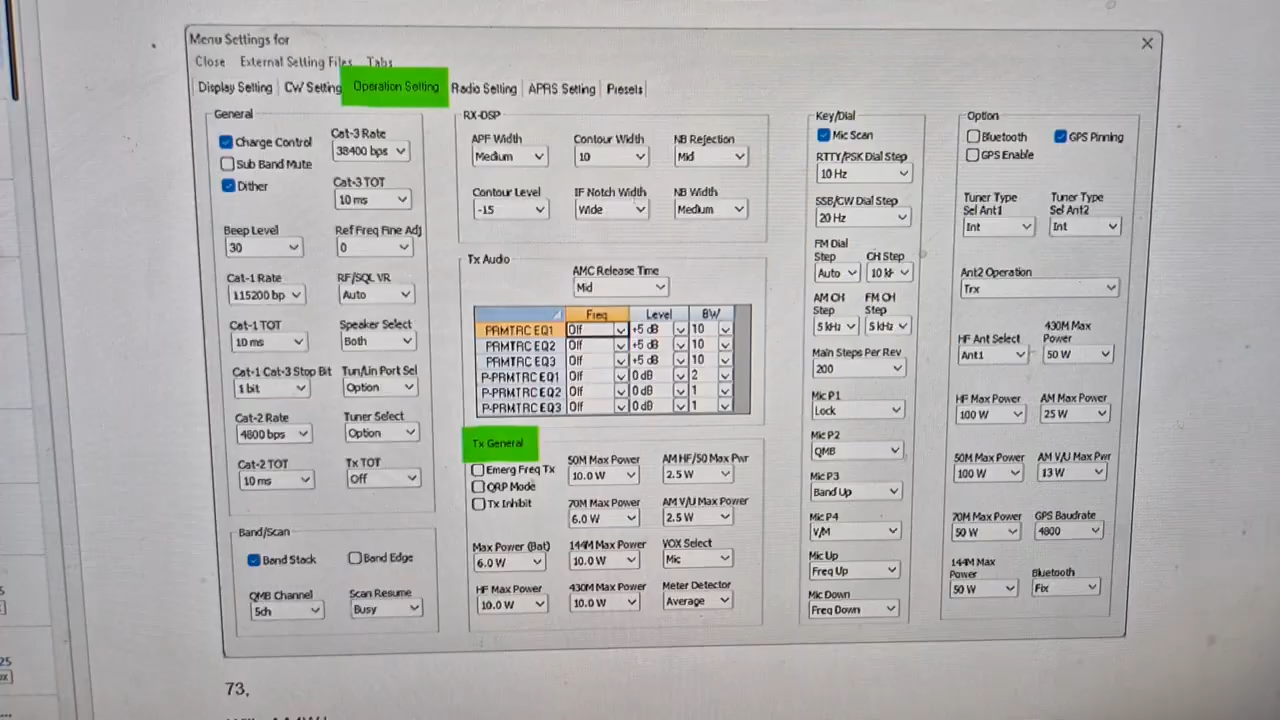 Menu Settings for
Close External Setting Files Tabs
Display Setting CW Setting Operation Setting Radio Setting APRS Setting Presets
General
Charge Control
Sub Band Mute
Dither
Cat-3 Rate
38400 bps
Cat-3 TOT
10 ms
Beep Level
30
Ref Freq Fine Adj
0
Cat-1 Rate
115200 bp
RF/SQL VR
Auto
Cat-1 TOT
10 ms
Speaker Select
Both
Cat-1 Cat-3 Stop Bit
1 bit
Tun/Lin Port Sel
Option
Cat-2 Rate
4800 bps
Tuner Select
Option
Cat-2 TOT
10 ms
Tx TOT
Off
Band/Scan
Band Stack
Band Edge
QMB Channel
5ch
Scan Resume
Busy
RX-DSP
APF Width
Medium
Contour Width
10
NB Rejection
Mid
Contour Level
-15
IF Notch Width
Wide
NB Width
Medium
Tx Audio
AMC Release Time
Mid
Freq Level BW
PRMTRC EQ1 Off +5 dB 10
PRMTRC EQ2 Off +5 dB 10
PRMTRC EQ3 Off +5 dB 10
P-PRMTRC EQ1 Off 0 dB 2
P-PRMTRC EQ2 Off 0 dB 1
P-PRMTRC EQ3 Off 0 dB 1
Tx General
Emerg Freq Tx
QRP Mode
Tx Inhibit
50M Max Power
10.0 W
AM HF/50 Max Pwr
2.5 W
70M Max Power
6.0 W
AM V/U Max Power
2.5 W
Max Power (Bat)
6.0 W
144M Max Power
10.0 W
VOX Select
Mic
HF Max Power
10.0 W
430M Max Power
10.0 W
Meter Detector
Average
Key/Dial
Mic Scan
RTTY/PSK Dial Step
10 Hz
SSB/CW Dial Step
20 Hz
FM Dial
Step
Auto
CH Step
10 kH
AM CH
Step
5 kHz
FM CH
Step
5 kHz
Main Steps Per Rev
200
Mic P1
Lock
Mic P2
QMB
Mic P3
Band Up
Mic P4
V/M
Mic Up
Freq Up
Mic Down
Freq Down
Option
Bluetooth
GPS Pinning
GPS Enable
Tuner Type
Sel Ant1
Int
Tuner Type
Sel Ant2
Int
Ant2 Operation
Trx
HF Ant Select
Ant1
430M Max
Power
50 W
HF Max Power
100 W
AM Max Power
25 W
50M Max Power
100 W
AM V/U Max Pwr
13 W
70M Max Power
50 W
GPS Baudrate
4800
144M Max
Power
50 W
Bluetooth
Fix
73,
25